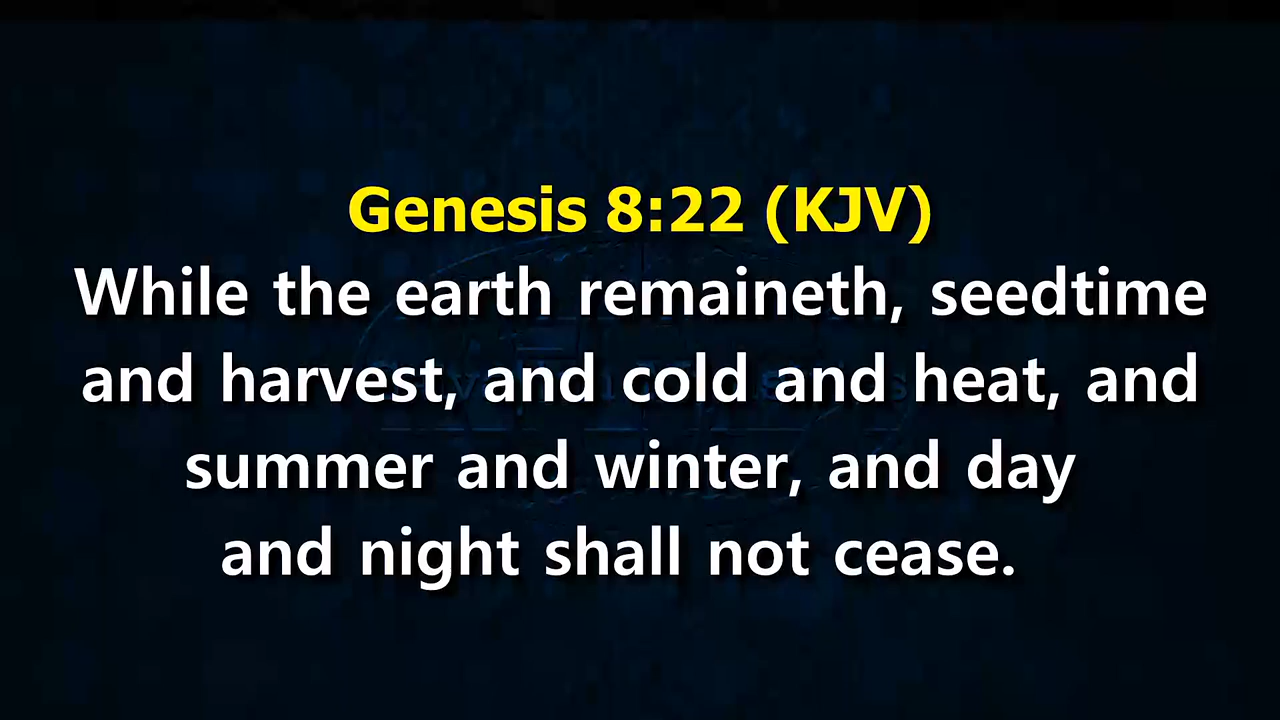 Genesis 8:22 (KJV)
While the earth remaineth, seedtime
and harvest, and cold and heat, and
summer and winter, and day
and night shall not cease.